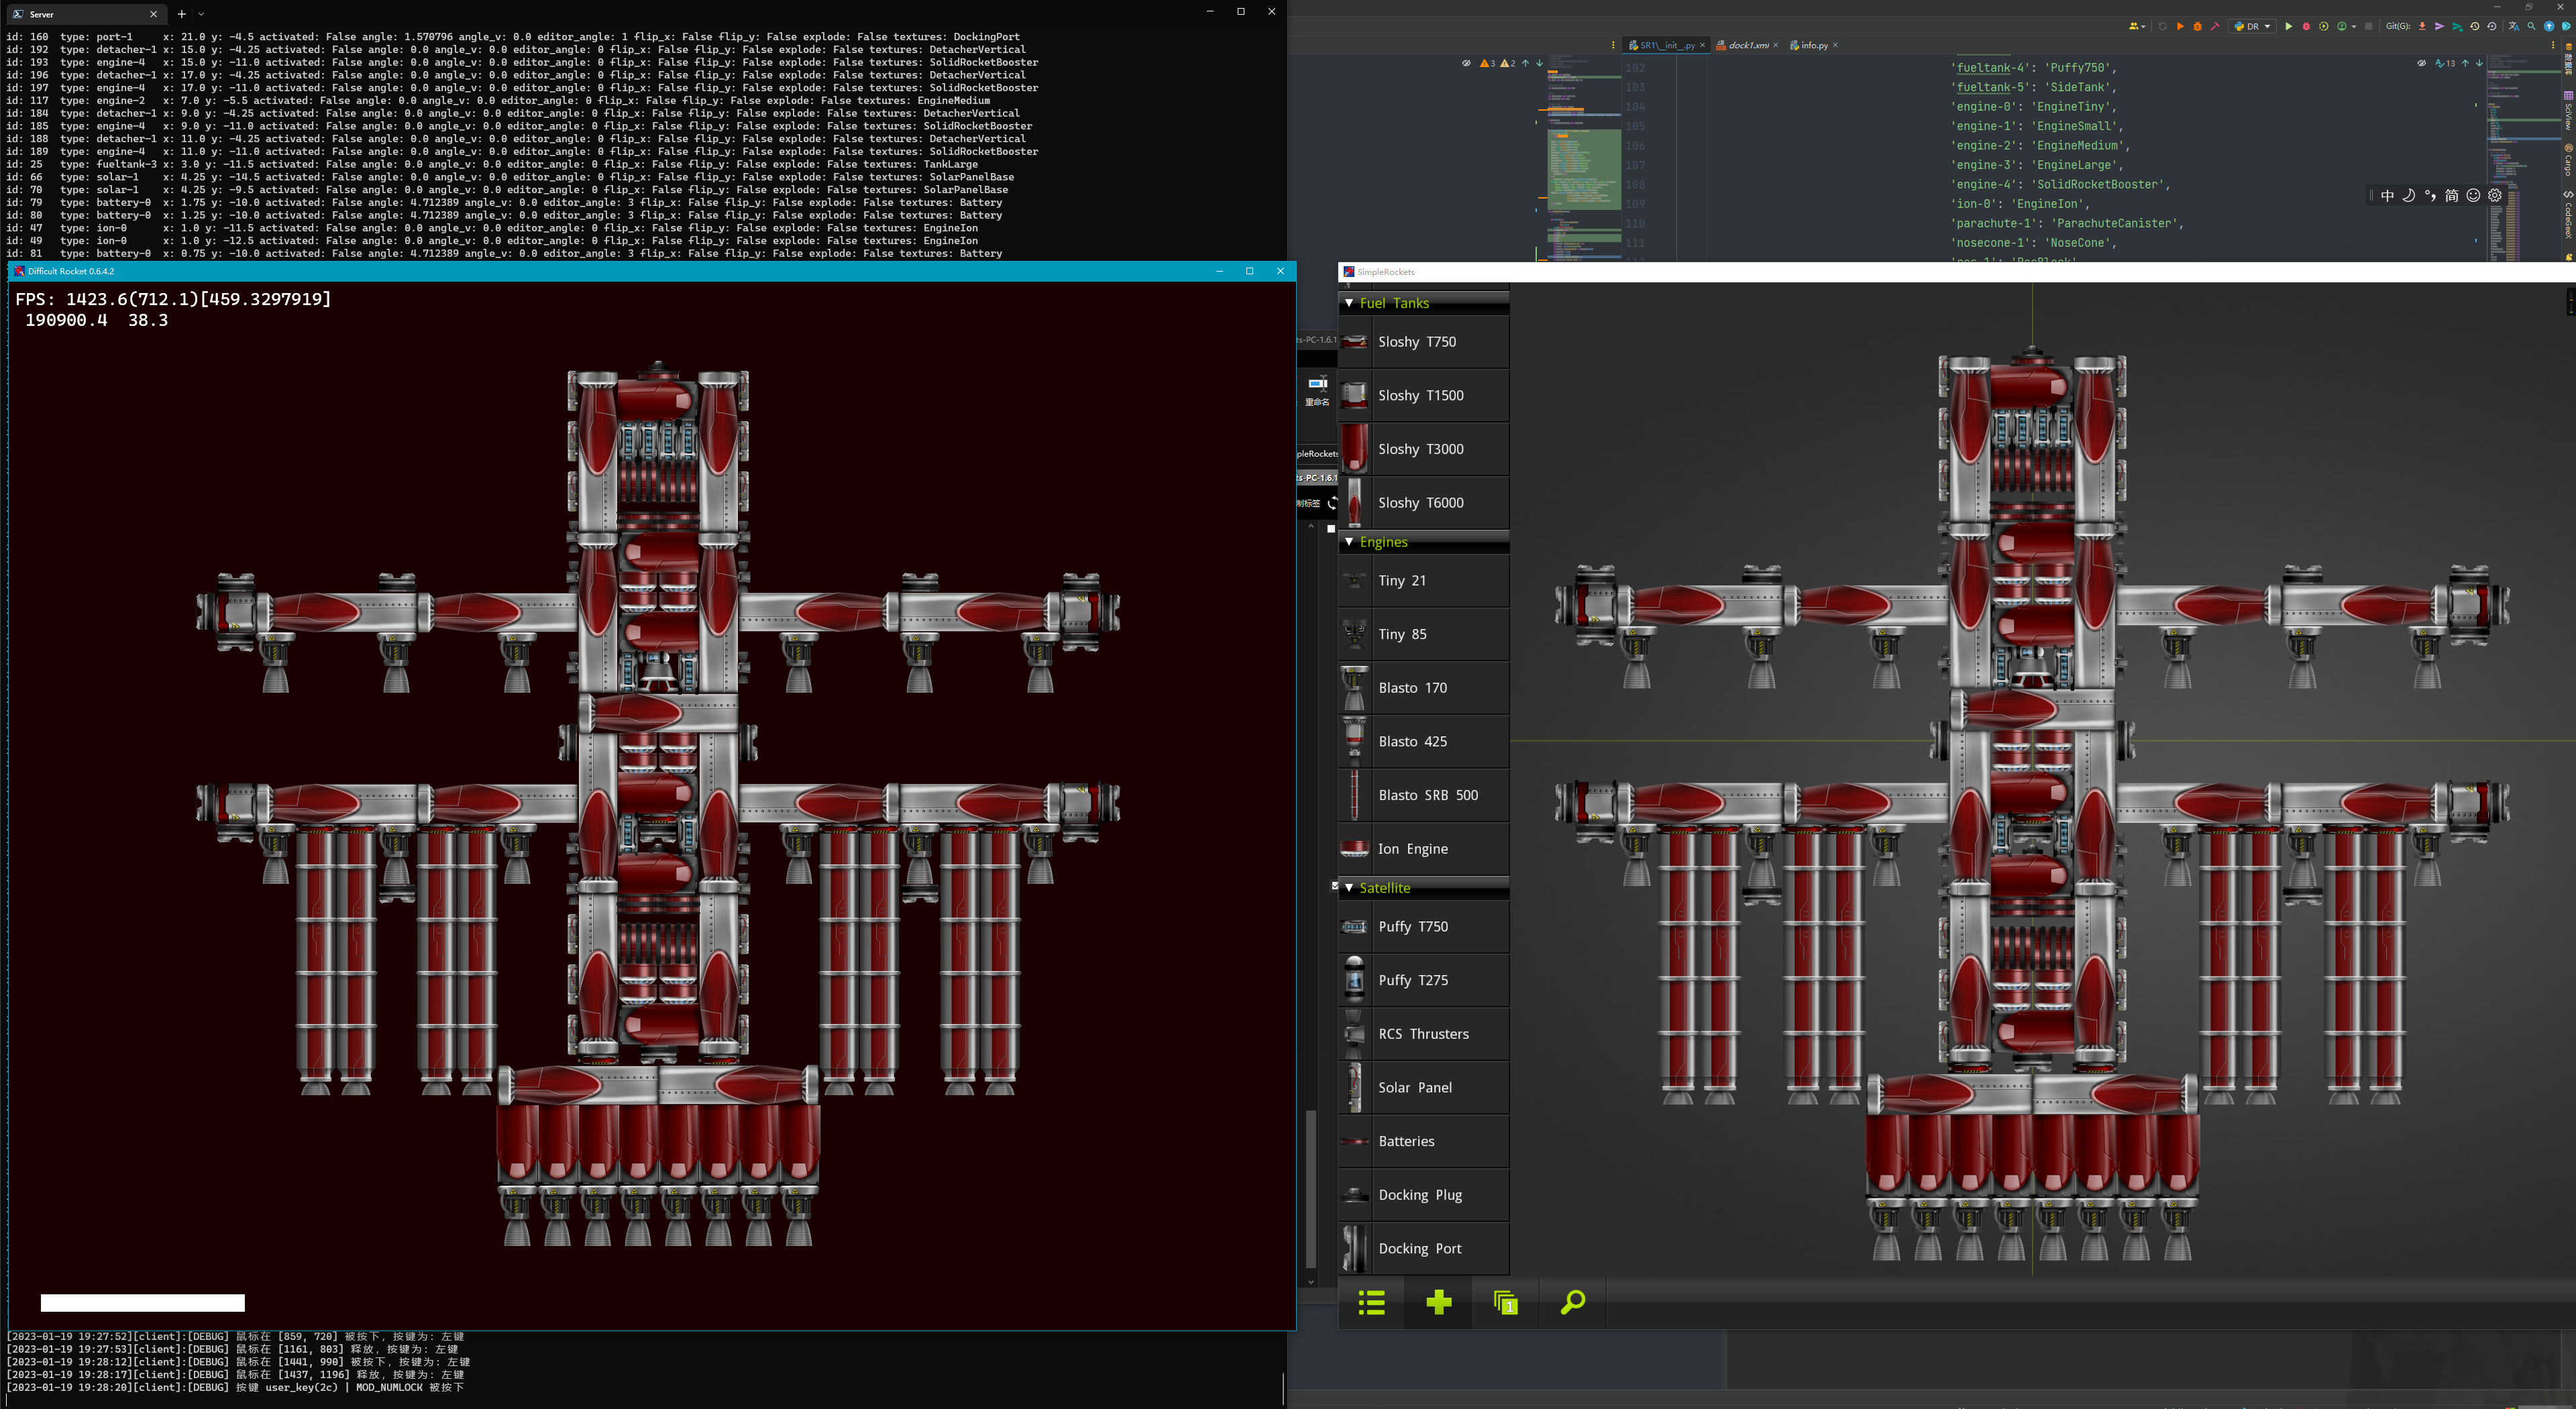 Server
id: 160 type: port-1 x: 21.0 y: -4.5 activated: False angle: 1.570796 angle_v: 0.0 editor_angle: 1 flip_x: False flip_y: False explode: False textures: DockingPort
id: 192 type: detacher-1 x: 15.0 y: -4.25 activated: False angle: 0.0 angle_v: 0.0 editor_angle: 0 flip_x: False flip_y: False explode: False textures: DetacherVertical
id: 193 type: engine-4 x: 15.0 y: -11.0 activated: False angle: 0.0 angle_v: 0.0 editor_angle: 0 flip_x: False flip_y: False explode: False textures: SolidRocketBooster
id: 196 type: detacher-1 x: 17.0 y: -4.25 activated: False angle: 0.0 angle_v: 0.0 editor_angle: 0 flip_x: False flip_y: False explode: False textures: DetacherVertical
id: 197 type: engine-4 x: 17.0 y: -11.0 activated: False angle: 0.0 angle_v: 0.0 editor_angle: 0 flip_x: False flip_y: False explode: False textures: SolidRocketBooster
id: 117 type: engine-2 x: 7.0 y: -5.5 activated: False angle: 0.0 angle_v: 0.0 editor_angle: 0 flip_x: False flip_y: False explode: False textures: EngineMedium
id: 184 type: detacher-1 x: 9.0 y: -4.25 activated: False angle: 0.0 angle_v: 0.0 editor_angle: 0 flip_x: False flip_y: False explode: False textures: DetacherVertical
id: 185 type: engine-4 x: 9.0 y: -11.0 activated: False angle: 0.0 angle_v: 0.0 editor_angle: 0 flip_x: False flip_y: False explode: False textures: SolidRocketBooster
id: 188 type: detacher-1 x: 11.0 y: -4.25 activated: False angle: 0.0 angle_v: 0.0 editor_angle: 0 flip_x: False flip_y: False explode: False textures: DetacherVertical
id: 189 type: engine-4 x: 11.0 y: -11.0 activated: False angle: 0.0 angle_v: 0.0 editor_angle: 0 flip_x: False flip_y: False explode: False textures: SolidRocketBooster
id: 25 type: fueltank-3 x: 3.0 y: -11.5 activated: False angle: 0.0 angle_v: 0.0 editor_angle: 0 flip_x: False flip_y: False explode: False textures: TankLarge
id: 66 type: solar-1 x: 4.25 y: -14.5 activated: False angle: 0.0 angle_v: 0.0 editor_angle: 0 flip_x: False flip_y: False explode: False textures: SolarPanelBase
id: 70 type: solar-1 x: 4.25 y: -9.5 activated: False angle: 0.0 angle_v: 0.0 editor_angle: 0 flip_x: False flip_y: False explode: False textures: SolarPanelBase
id: 79 type: battery-0 x: 1.75 y: -10.0 activated: False angle: 4.712389 angle_v: 0.0 editor_angle: 3 flip_x: False flip_y: False explode: False textures: Battery
id: 80 type: battery-0 x: 1.25 y: -10.0 activated: False angle: 4.712389 angle_v: 0.0 editor_angle: 3 flip_x: False flip_y: False explode: False textures: Battery
id: 47 type: ion-0 x: 1.0 y: -11.5 activated: False angle: 0.0 angle_v: 0.0 editor_angle: 0 flip_x: False flip_y: False explode: False textures: EngineIon
id: 49 type: ion-0 x: 1.0 y: -12.5 activated: False angle: 0.0 angle_v: 0.0 editor_angle: 0 flip_x: False flip_y: False explode: False textures: EngineIon
id: 81 type: battery-0 x: 0.75 y: -10.0 activated: False angle: 4.712389 angle_v: 0.0 editor_angle: 3 flip_x: False flip_y: False explode: False textures: Battery
DR Git(G):
SR1\__init__.py dock1.xml info.py
3 2 13
102 'fueltank-4': 'Puffy750',
103 'fueltank-5': 'SideTank',
104 'engine-0': 'EngineTiny',
105 'engine-1': 'EngineSmall',
106 'engine-2': 'EngineMedium',
107 'engine-3': 'EngineLarge',
108 'engine-4': 'SolidRocketBooster',
109 'ion-0': 'EngineIon',
110 'parachute-1': 'ParachuteCanister',
111 'nosecone-1': 'NoseCone',
数据库
SciView
Cargo
CodeGeeX
中 简
Difficult Rocket 0.6.4.2
FPS: 1423.6(712.1)[459.3297919]
190900.4 38.3
ts-PC-1.6.1
重命名
pleRockets
ts-PC-1.6.1
制标签
SimpleRockets
Fuel Tanks
Sloshy T750
Sloshy T1500
Sloshy T3000
Sloshy T6000
Engines
Tiny 21
Tiny 85
Blasto 170
Blasto 425
Blasto SRB 500
Ion Engine
Satellite
Puffy T750
Puffy T275
RCS Thrusters
Solar Panel
Batteries
Docking Plug
Docking Port
1
[2023-01-19 19:27:52][client]:[DEBUG] 鼠标在 [859, 720] 被按下，按键为: 左键
[2023-01-19 19:27:53][client]:[DEBUG] 鼠标在 [1161, 803] 释放，按键为: 左键
[2023-01-19 19:28:12][client]:[DEBUG] 鼠标在 [1441, 990] 被按下，按键为: 左键
[2023-01-19 19:28:17][client]:[DEBUG] 鼠标在 [1437, 1196] 释放，按键为: 左键
[2023-01-19 19:28:20][client]:[DEBUG] 按键 user_key(2c) | MOD_NUMLOCK 被按下